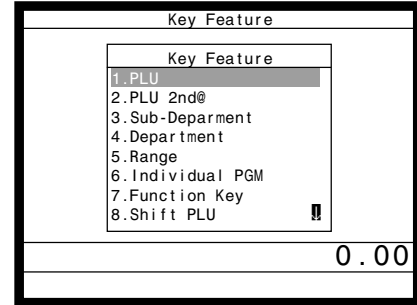 Key Feature
Key Feature
1.PLU
2.PLU 2nd@
3.Sub-Deparment
4.Department
5.Range
6.Individual PGM
7.Function Key
8.Shift PLU
0.00